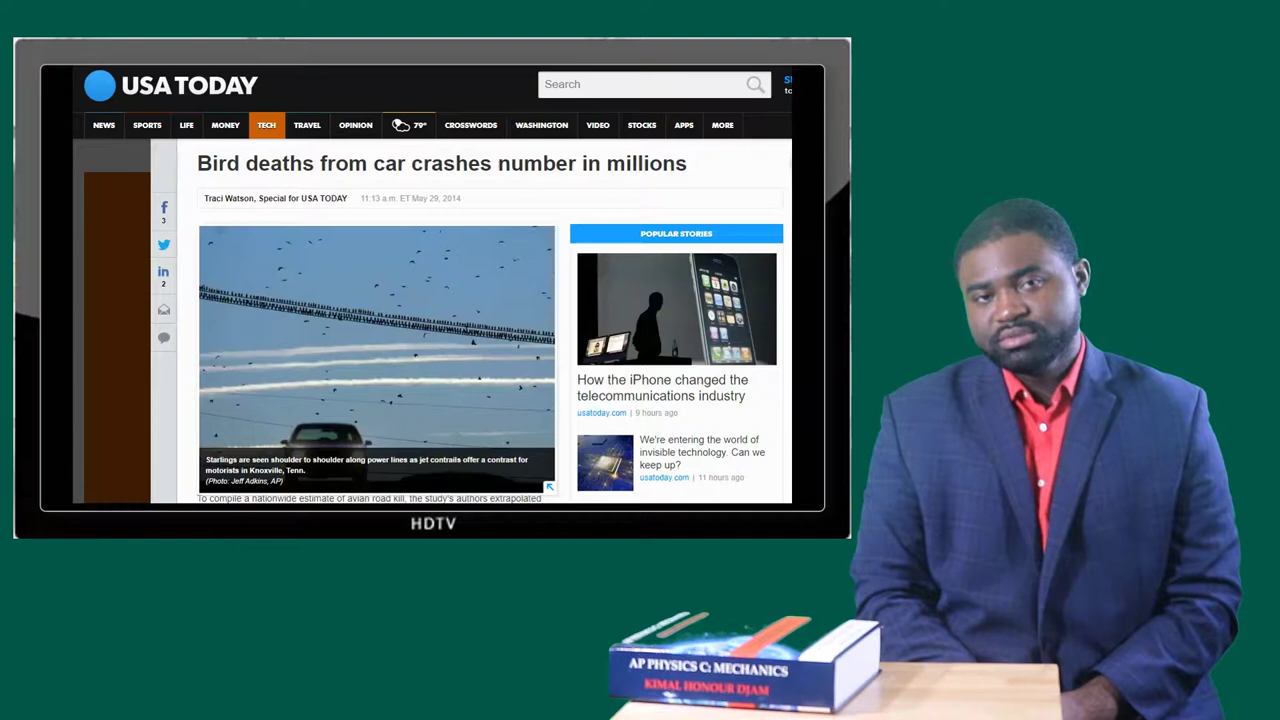 USA TODAY
Search
NEWS SPORTS LIFE MONEY TECH TRAVEL OPINION 79° CROSSWORDS WASHINGTON VIDEO STOCKS APPS MORE
Bird deaths from car crashes number in millions
Traci Watson, Special for USA TODAY 11:13 a.m. ET May 29, 2014
f
3
in
2
Starlings are seen shoulder to shoulder along power lines as jet contrails offer a contrast for
motorists in Knoxville, Tenn.
(Photo: Jeff Adkins, AP)
To compile a nationwide estimate of avian road kill, the study's authors extrapolated
POPULAR STORIES
How the iPhone changed the
telecommunications industry
usatoday.com | 9 hours ago
We're entering the world of
invisible technology. Can we
keep up?
usatoday.com | 11 hours ago
HDTV
AP PHYSICS C: MECHANICS
KIMAL HONOUR DJAM